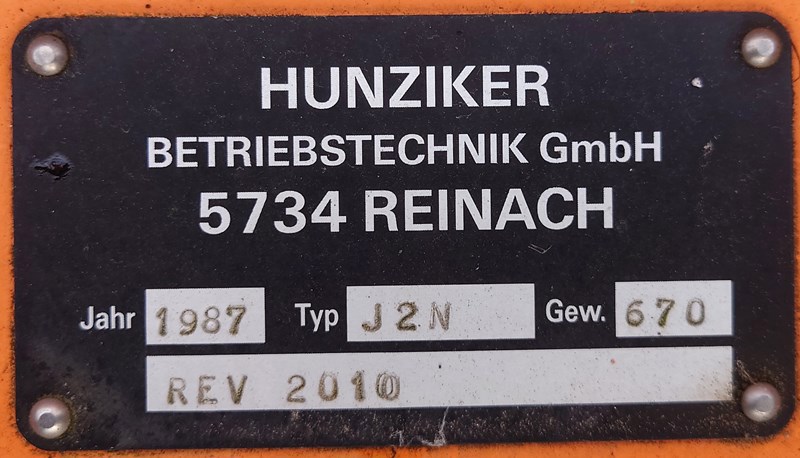 HUNZIKER
BETRIEBSTECHNIK GmbH
5734 REINACH
Jahr 1987 Typ J2N Gew. 670
REV 2010